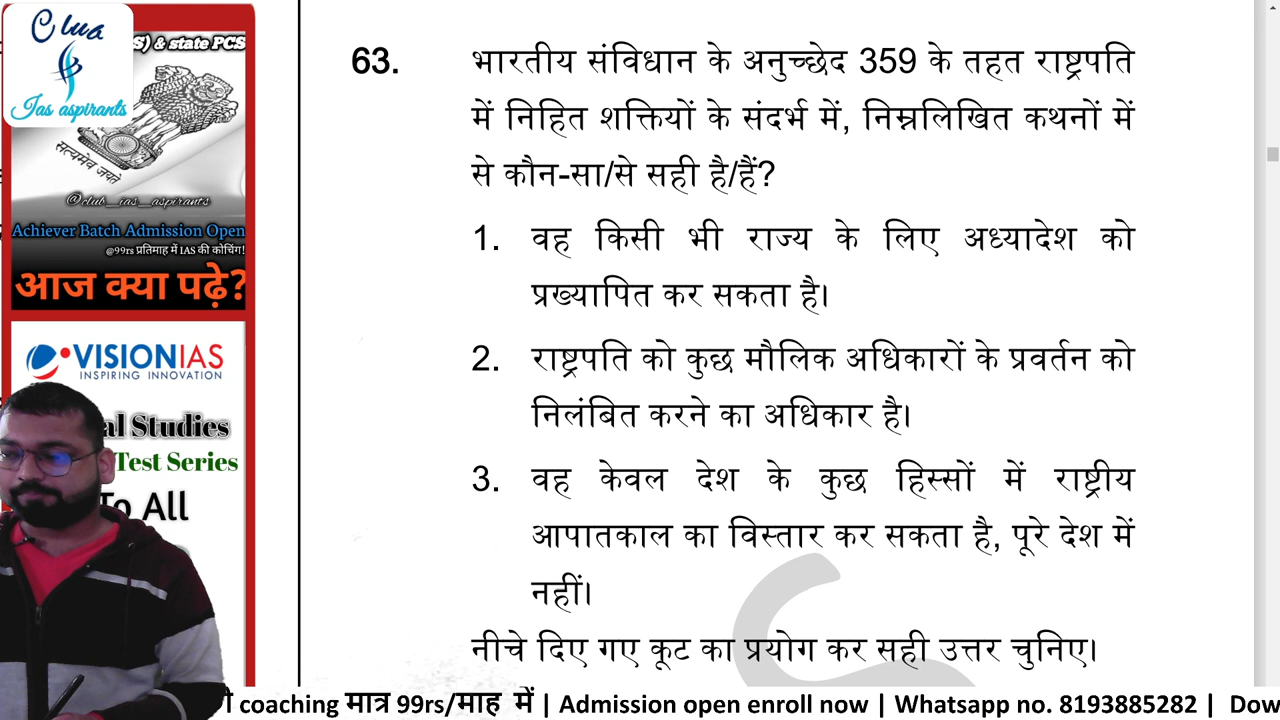 Clua
Ias aspirants
S) & state PCS
सत्यमेव जयते
@club_ias_aspirants
Achiever Batch Admission Open
@99rs प्रतिमाह में IAS की कोचिंग!
आज क्या पढ़े?
VISIONIAS
INSPIRING INNOVATION
al Studies
Test Series
To All
63. भारतीय संविधान के अनुच्छेद 359 के तहत राष्ट्रपति
में निहित शक्तियों के संदर्भ में, निम्नलिखित कथनों में
से कौन-सा/से सही है/हैं?
1. वह किसी भी राज्य के लिए अध्यादेश को
प्रख्यापित कर सकता है।
2. राष्ट्रपति को कुछ मौलिक अधिकारों के प्रवर्तन को
निलंबित करने का अधिकार है।
3. वह केवल देश के कुछ हिस्सों में राष्ट्रीय
आपातकाल का विस्तार कर सकता है, पूरे देश में
नहीं।
नीचे दिए गए कूट का प्रयोग कर सही उत्तर चुनिए।
coaching मात्र 99rs/माह में | Admission open enroll now | Whatsapp no. 8193885282 | Dow